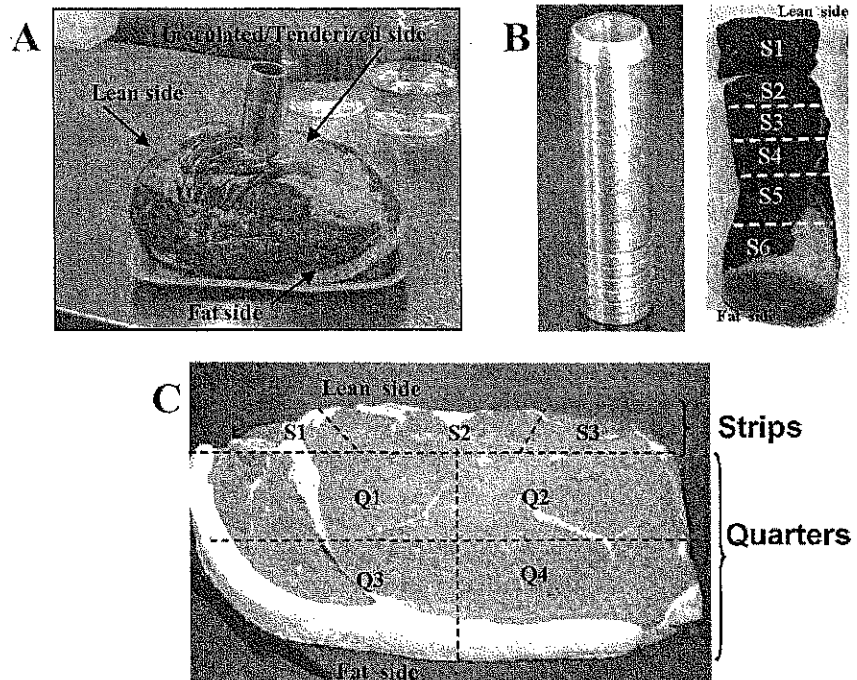 A
Inoculated/Tenderized side
Lean side
Fat side
B
Lean side
S1
S2
S3
S4
S5
S6
Fat side
C
Lean side
S1 S2 S3
Strips
Q1 Q2
Quarters
Q3 Q4
Fat side